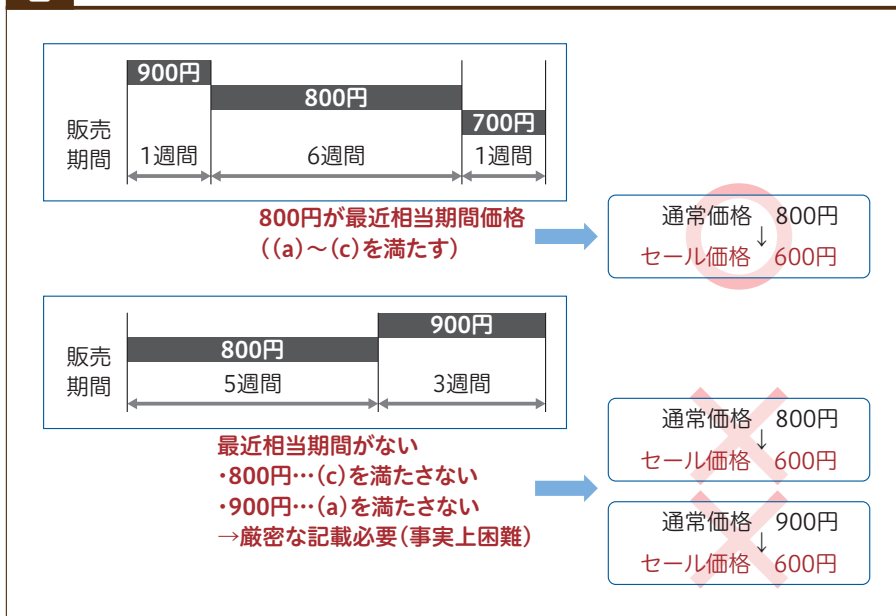 900円
800円
700円
販売
期間
1週間
6週間
1週間
800円が最近相当期間価格
((a)~(c)を満たす)
通常価格 800円
↓
セール価格 600円
900円
800円
販売
期間
5週間
3週間
最近相当期間がない
・800円…(c)を満たさない
・900円…(a)を満たさない
→厳密な記載必要(事実上困難)
通常価格 800円
↓
セール価格 600円
通常価格 900円
↓
セール価格 600円